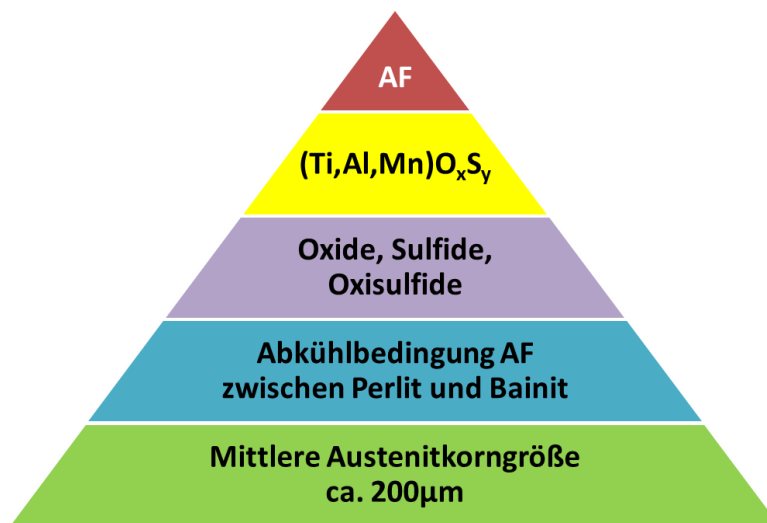 AF
(Ti,Al,Mn)OxSy
Oxide, Sulfide,
Oxisulfide
Abkühlbedingung AF
zwischen Perlit und Bainit
Mittlere Austenitkorngröße
ca. 200µm